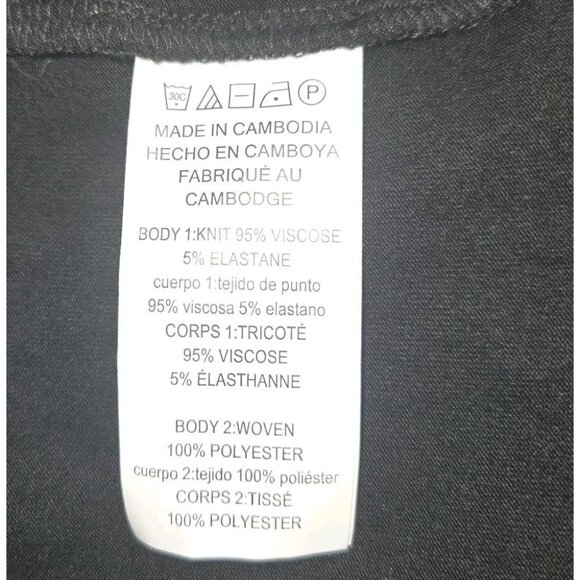 30C P
MADE IN CAMBODIA
HECHO EN CAMBOYA
FABRIQUÉ AU
CAMBODGE
BODY 1:KNIT 95% VISCOSE
5% ELASTANE
cuerpo 1:tejido de punto
95% viscosa 5% elastano
CORPS 1:TRICOTÉ
95% VISCOSE
5% ÉLASTHANNE
BODY 2:WOVEN
100% POLYESTER
cuerpo 2:tejido 100% poliéster
CORPS 2:TISSÉ
100% POLYESTER